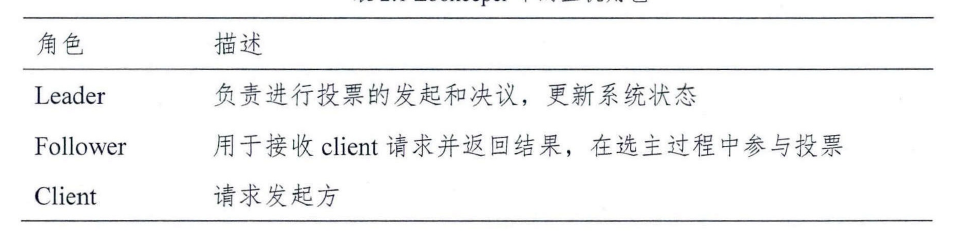 角色 描述
Leader 负责进行投票的发起和决议，更新系统状态
Follower 用于接收 client 请求并返回结果，在选主过程中参与投票
Client 请求发起方